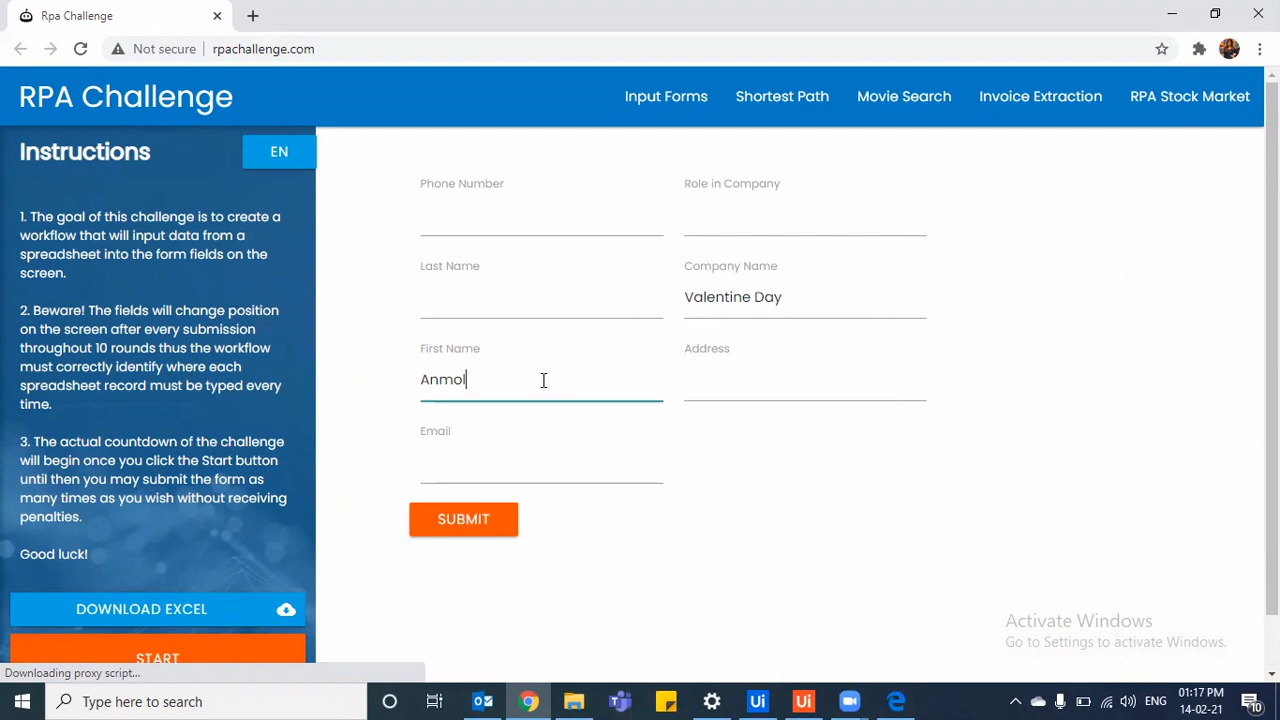 Rpa Challenge
Not secure
rpachallenge.com
RPA Challenge
Input Forms
Shortest Path
Movie Search
Invoice Extraction
RPA Stock Market
Instructions
EN
1. The goal of this challenge is to create a
workflow that will input data from a
spreadsheet into the form fields on the
screen.
2. Beware! The fields will change position
on the screen after every submission
throughout 10 rounds thus the workflow
must correctly identify where each
spreadsheet record must be typed every
time.
3. The actual countdown of the challenge
will begin once you click the Start button
until then you may submit the form as
many times as you wish without receiving
penalties.
Good luck!
DOWNLOAD EXCEL
START
Phone Number
Role in Company
Last Name
Company Name
Valentine Day
First Name
Address
Anmol
Email
SUBMIT
Activate Windows
Go to Settings to activate Windows.
Downloading proxy script...
Type here to search
Ui
Ui
ENG
01:17 PM
14-02-21
10